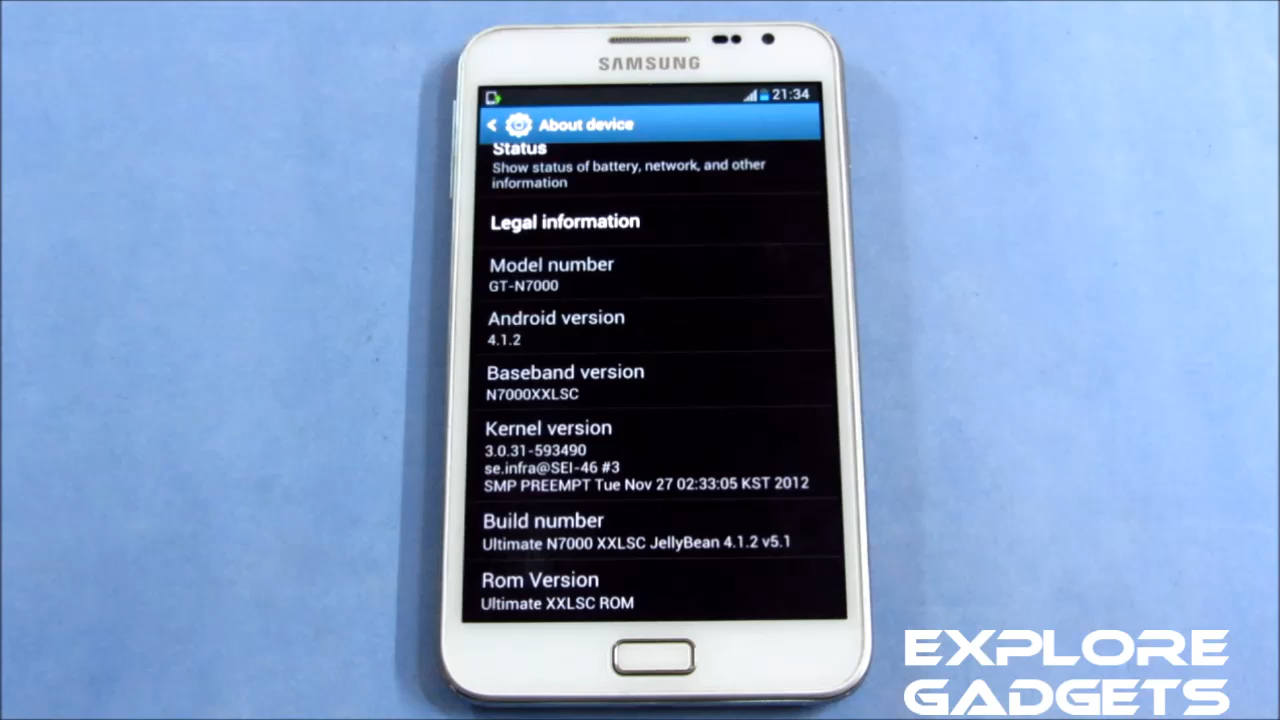 SAMSUNG
21:34
About device
Status
Show status of battery, network, and other
information
Legal information
Model number
GT-N7000
Android version
4.1.2
Baseband version
N7000XXLSC
Kernel version
3.0.31-593490
se.infra@SEI-46 #3
SMP PREEMPT Tue Nov 27 02:33:05 KST 2012
Build number
Ultimate N7000 XXLSC JellyBean 4.1.2 v5.1
Rom Version
Ultimate XXLSC ROM
EXPLORE
GADGETS